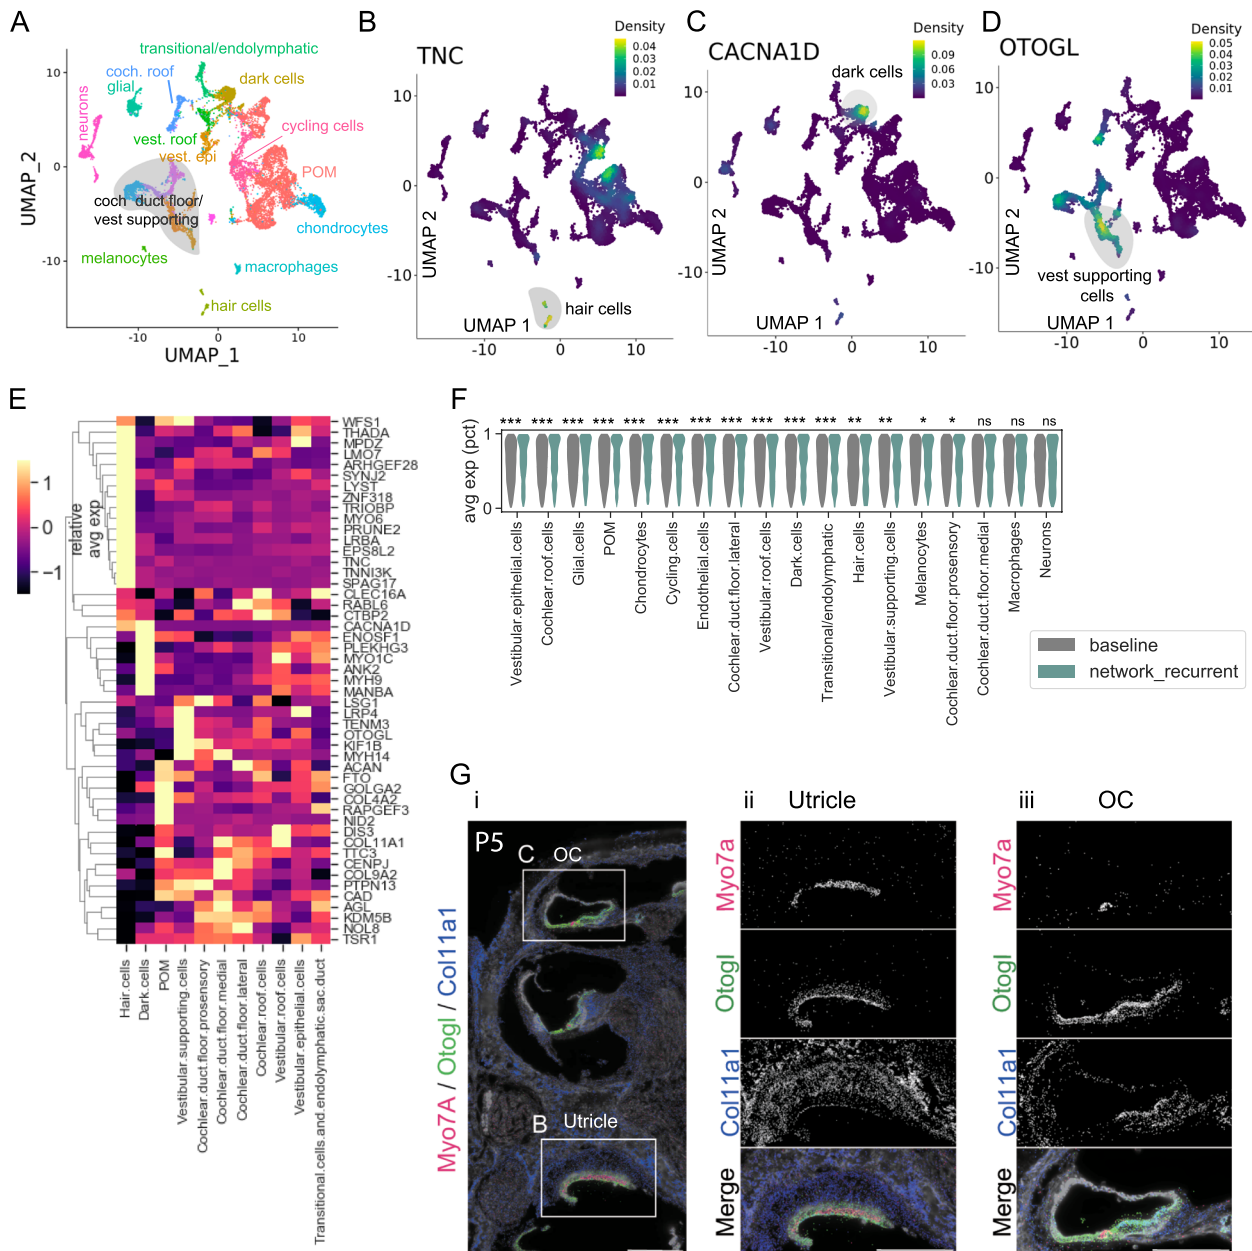 A
transitional/endolymphatic
coch. roof
glial
dark cells
neurons
cycling cells
vest. roof
vest. epi
POM
coch duct floor/
vest supporting
chondrocytes
melanocytes
macrophages
hair cells
10
0
-10
UMAP_2
-10
0
10
UMAP_1
B
TNC
Density
0.04
0.03
0.02
0.01
10
0
-10
UMAP 2
hair cells
UMAP 1
-10
0
10
C
CACNA1D
Density
0.09
0.06
0.03
dark cells
10
0
-10
UMAP 2
UMAP 1
-10
0
10
D
OTOGL
Density
0.05
0.04
0.03
0.02
0.01
10
0
-10
UMAP 2
vest supporting
cells
UMAP 1
-10
0
10
E
1
0
−1
relative
avg exp
WFS1
THADA
MPDZ
LMO7
ARHGEF28
SYNJ2
LYST
ZNF318
TRIOBP
MYO6
PRUNE2
LRBA
EPS8L2
TNC
TNNI3K
SPAG17
CLEC16A
RABL6
CTBP2
CACNA1D
ENOSF1
PLEKHG3
MYO1C
ANK2
MYH9
MANBA
LSG1
LRP4
TENM3
OTOGL
KIF1B
MYH14
ACAN
FTO
GOLGA2
COL4A2
RAPGEF3
NID2
DIS3
COL11A1
TTC3
CENPJ
COL9A2
PTPN13
CAD
AGL
KDM5B
NOL8
TSR1
Hair.cells
Dark.cells
POM
Vestibular.supporting.cells
Cochlear.duct.floor.prosensory
Cochlear.duct.floor.medial
Cochlear.duct.floor.lateral
Cochlear.roof.cells
Vestibular.roof.cells
Vestibular.epithelial.cells
Transitional.cells.and.endolymphatic.sac.duct
F
*** *** *** *** *** *** *** *** *** *** *** ** ** * * ns ns ns
1
0
avg exp (pct)
Vestibular.epithelial.cells
Cochlear.roof.cells
Glial.cells
POM
Chondrocytes
Cycling.cells
Endothelial.cells
Cochlear.duct.floor.lateral
Vestibular.roof.cells
Dark.cells
Transitional/endolymphatic
Hair.cells
Vestibular.supporting.cells
Melanocytes
Cochlear.duct.floor.prosensory
Cochlear.duct.floor.medial
Macrophages
Neurons
baseline
network_recurrent
G
i
P5
C
OC
B
Utricle
Myo7A / Otogl / Col11a1
ii
Utricle
Myo7a
Otogl
Col11a1
Merge
iii
OC
Myo7a
Otogl
Col11a1
Merge